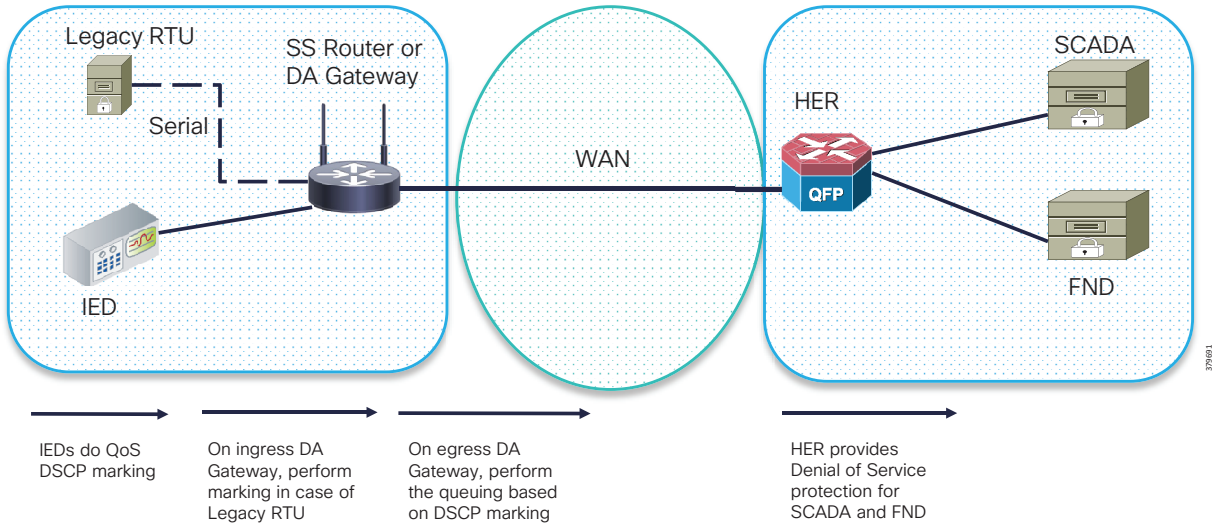 Legacy RTU
SS Router or
DA Gateway
Serial
IED
WAN
HER
QFP
SCADA
FND
379691
IEDs do QoS
DSCP marking
On ingress DA
Gateway, perform
marking in case of
Legacy RTU
On egress DA
Gateway, perform
the queuing based
on DSCP marking
HER provides
Denial of Service
protection for
SCADA and FND